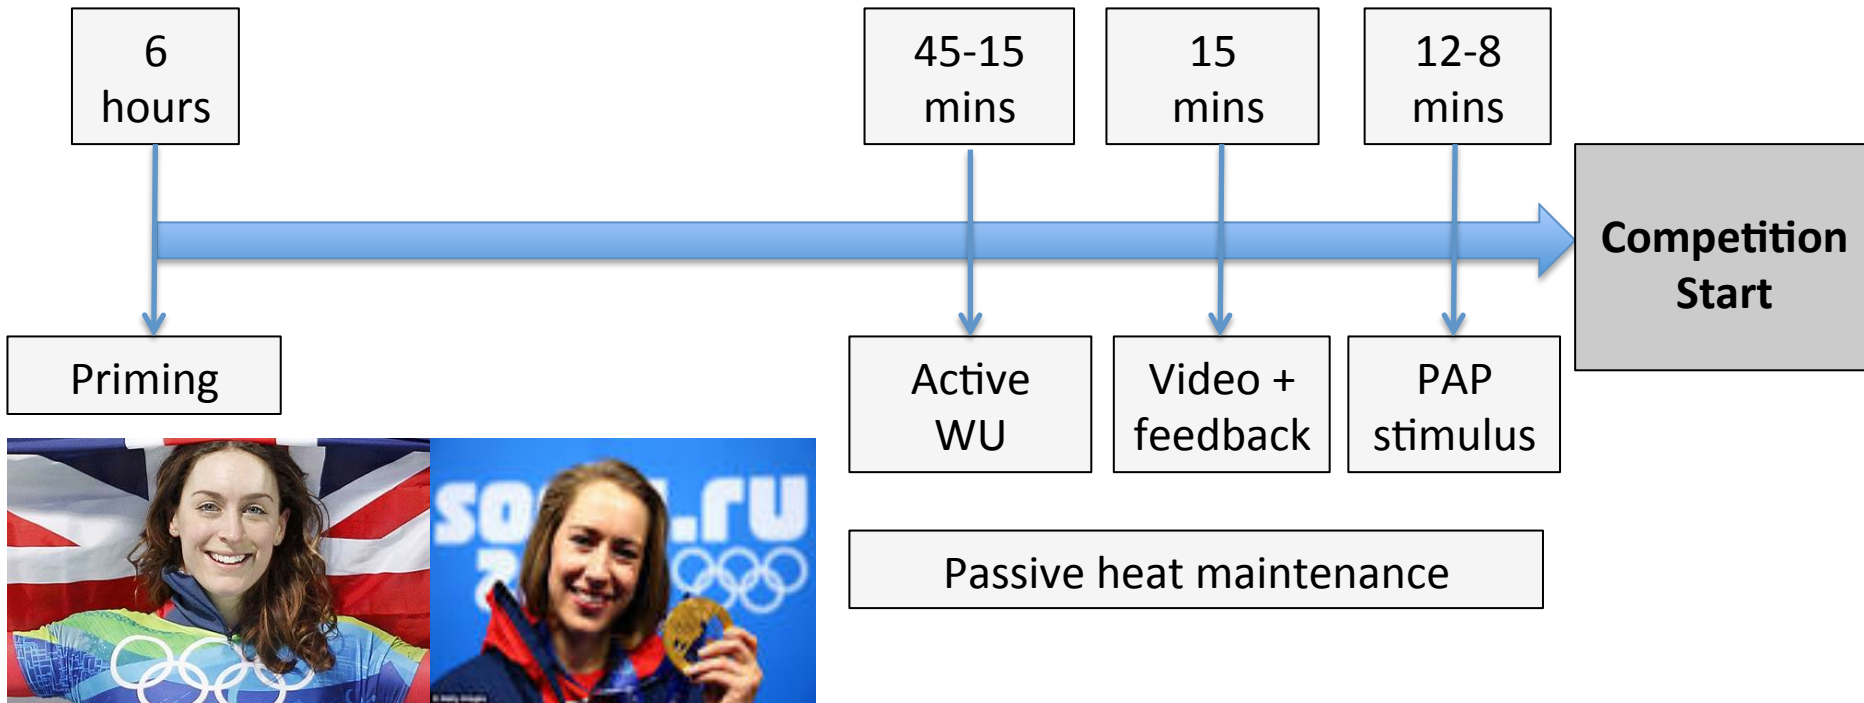 6
hours
45-15
mins
15
mins
12-8
mins
Competition
Start
Priming
Active
WU
Video +
feedback
PAP
stimulus
Passive heat maintenance